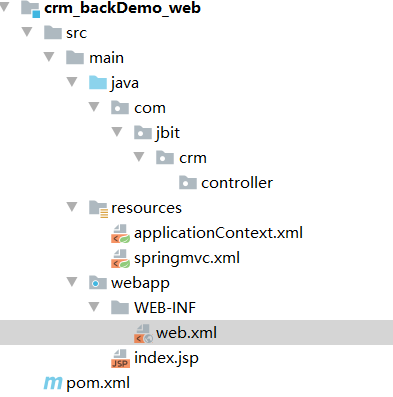 crm_backDemo_web
src
main
java
com
jbit
crm
controller
resources
applicationContext.xml
springmvc.xml
webapp
WEB-INF
web.xml
JSP index.jsp
m pom.xml